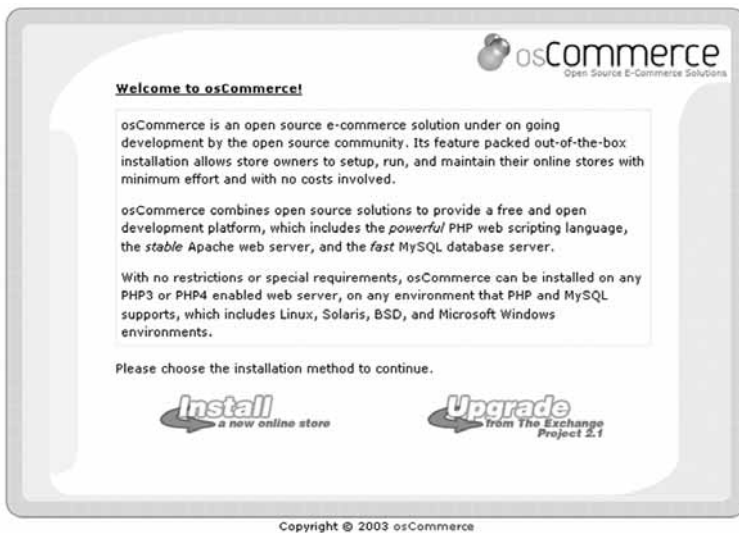 osCommerce
Open Source E-Commerce Solutions
Welcome to osCommerce!
osCommerce is an open source e-commerce solution under on going
development by the open source community. Its feature packed out-of-the-box
installation allows store owners to setup, run, and maintain their online stores with
minimum effort and with no costs involved.
osCommerce combines open source solutions to provide a free and open
development platform, which includes the powerful PHP web scripting language,
the stable Apache web server, and the fast MySQL database server.
With no restrictions or special requirements, osCommerce can be installed on any
PHP3 or PHP4 enabled web server, on any environment that PHP and MySQL
supports, which includes Linux, Solaris, BSD, and Microsoft Windows
environments.
Please choose the installation method to continue.
Install
a new online store
Upgrade
from The Exchange
Project 2.1
Copyright © 2003 osCommerce